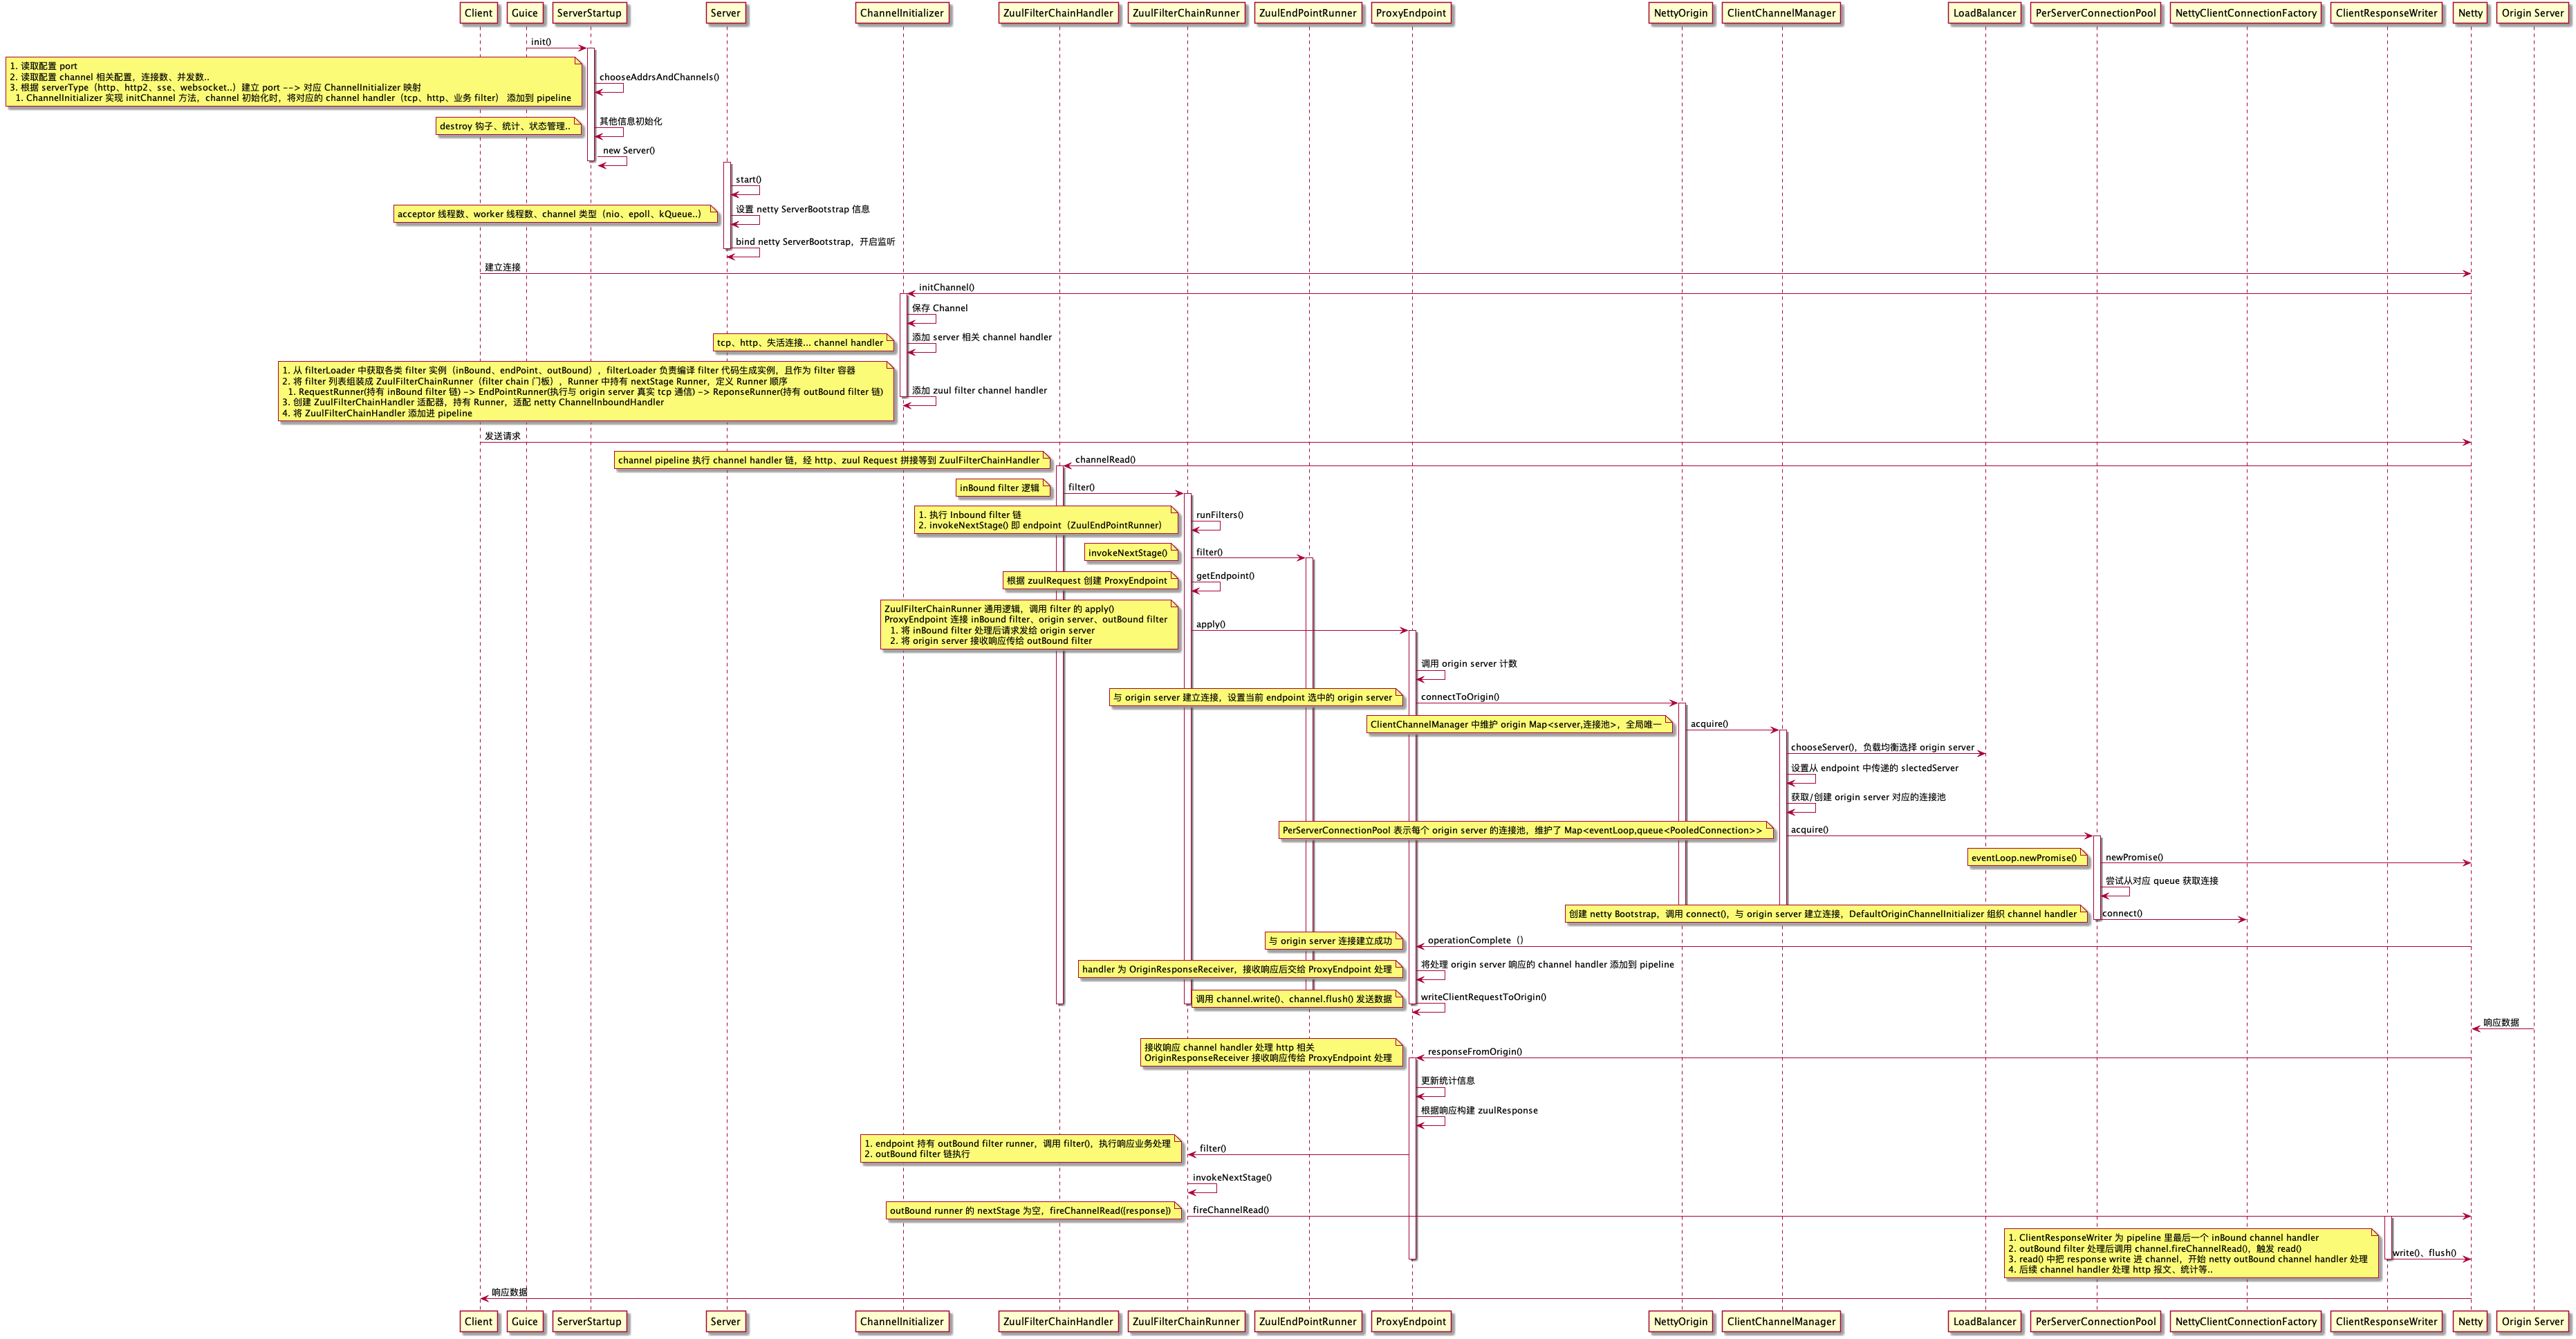 Client
Guice
ServerStartup
Server
ChannelInitializer
ZuulFilterChainHandler
ZuulFilterChainRunner
ZuulEndPointRunner
ProxyEndpoint
NettyOrigin
ClientChannelManager
LoadBalancer
PerServerConnectionPool
NettyClientConnectionFactory
ClientResponseWriter
Netty
Origin Server
init()
1. 读取配置 port
2. 读取配置 channel 相关配置，连接数、并发数..
3. 根据 serverType（http、http2、sse、websocket..）建立 port --> 对应 ChannelInitializer 映射
1. ChannelInitializer 实现 initChannel 方法，channel 初始化时，将对应的 channel handler（tcp、http、业务 filter） 添加到 pipeline
chooseAddrsAndChannels()
destroy 钩子、统计、状态管理..
其他信息初始化
new Server()
start()
acceptor 线程数、worker 线程数、channel 类型（nio、epoll、kQueue..）
设置 netty ServerBootstrap 信息
bind netty ServerBootstrap，开启监听
建立连接
initChannel()
保存 Channel
tcp、http、失活连接... channel handler
添加 server 相关 channel handler
1. 从 filterLoader 中获取各类 filter 实例（inBound、endPoint、outBound），filterLoader 负责编译 filter 代码生成实例，且作为 filter 容器
2. 将 filter 列表组装成 ZuulFilterChainRunner（filter chain 门板），Runner 中持有 nextStage Runner，定义 Runner 顺序
1. RequestRunner(持有 inBound filter 链) -> EndPointRunner(执行与 origin server 真实 tcp 通信) -> ReponseRunner(持有 outBound filter 链)
3. 创建 ZuulFilterChainHandler 适配器，持有 Runner，适配 netty ChannelInboundHandler
4. 将 ZuulFilterChainHandler 添加进 pipeline
添加 zuul filter channel handler
发送请求
channel pipeline 执行 channel handler 链，经 http、zuul Request 拼接等到 ZuulFilterChainHandler
channelRead()
inBound filter 逻辑
filter()
1. 执行 Inbound filter 链
2. invokeNextStage() 即 endpoint（ZuulEndPointRunner）
runFilters()
invokeNextStage()
filter()
根据 zuulRequest 创建 ProxyEndpoint
getEndpoint()
ZuulFilterChainRunner 通用逻辑，调用 filter 的 apply()
ProxyEndpoint 连接 inBound filter、origin server、outBound filter
1. 将 inBound filter 处理后请求发给 origin server
2. 将 origin server 接收响应传给 outBound filter
apply()
调用 origin server 计数
与 origin server 建立连接，设置当前 endpoint 选中的 origin server
connectToOrigin()
ClientChannelManager 中维护 origin Map<server,连接池>，全局唯一
acquire()
chooseServer()，负载均衡选择 origin server
设置从 endpoint 中传递的 slectedServer
获取/创建 origin server 对应的连接池
PerServerConnectionPool 表示每个 origin server 的连接池，维护了 Map<eventLoop,queue<PooledConnection>>
acquire()
eventLoop.newPromise()
newPromise()
尝试从对应 queue 获取连接
创建 netty Bootstrap，调用 connect()，与 origin server 建立连接，DefaultOriginChannelInitializer 组织 channel handler
connect()
与 origin server 连接建立成功
operationComplete（）
handler 为 OriginResponseReceiver，接收响应后交给 ProxyEndpoint 处理
将处理 origin server 响应的 channel handler 添加到 pipeline
调用 channel.write()、channel.flush() 发送数据
writeClientRequestToOrigin()
响应数据
接收响应 channel handler 处理 http 相关
OriginResponseReceiver 接收响应传给 ProxyEndpoint 处理
responseFromOrigin()
更新统计信息
根据响应构建 zuulResponse
1. endpoint 持有 outBound filter runner，调用 filter()，执行响应业务处理
2. outBound filter 链执行
filter()
invokeNextStage()
outBound runner 的 nextStage 为空，fireChannelRead({response})
fireChannelRead()
1. ClientResponseWriter 为 pipeline 里最后一个 inBound channel handler
2. outBound filter 处理后调用 channel.fireChannelRead()，触发 read()
3. read() 中把 response write 进 channel，开始 netty outBound channel handler 处理
4. 后续 channel handler 处理 http 报文、统计等..
write()、flush()
响应数据
Client
Guice
ServerStartup
Server
ChannelInitializer
ZuulFilterChainHandler
ZuulFilterChainRunner
ZuulEndPointRunner
ProxyEndpoint
NettyOrigin
ClientChannelManager
LoadBalancer
PerServerConnectionPool
NettyClientConnectionFactory
ClientResponseWriter
Netty
Origin Server